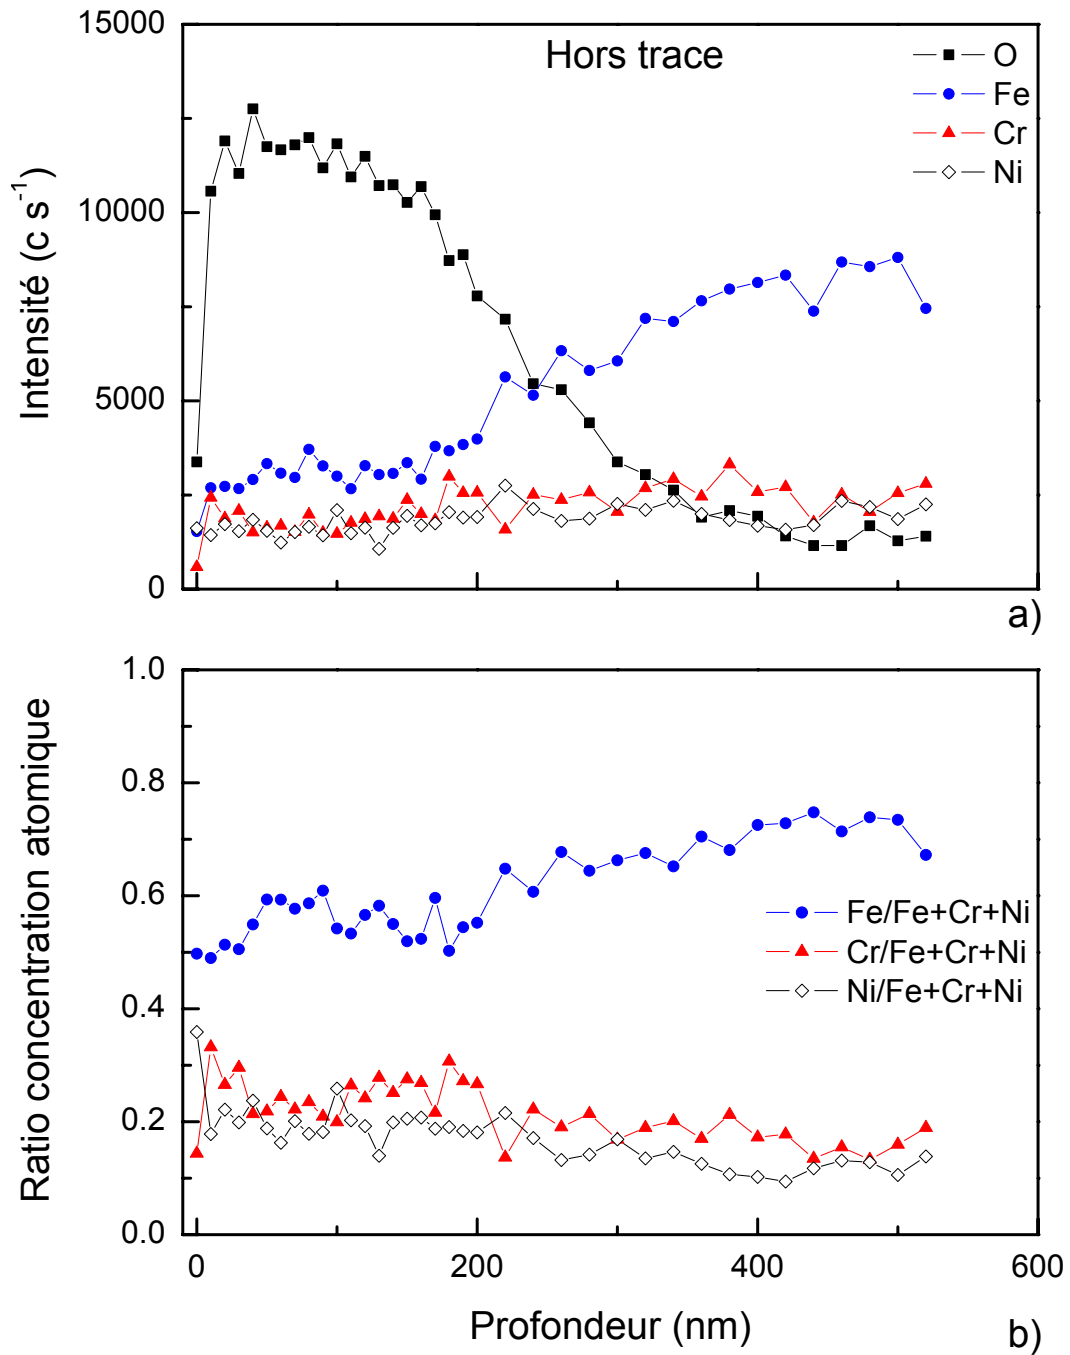 15000
Hors trace
O
Fe
Cr
Ni
10000
5000
0
Intensité (c s⁻¹)
a)
1.0
0.8
0.6
0.4
0.2
0.0
Ratio concentration atomique
Fe/Fe+Cr+Ni
Cr/Fe+Cr+Ni
Ni/Fe+Cr+Ni
0 200 400 600
Profondeur (nm)
b)